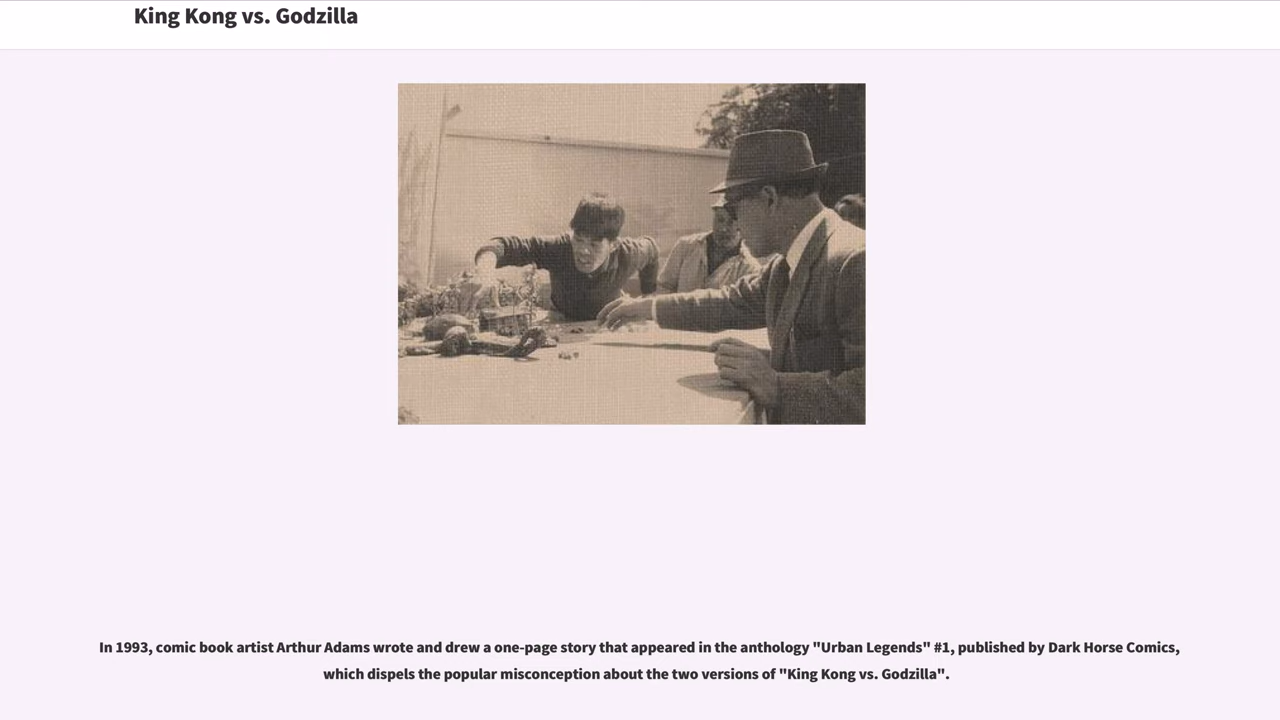 King Kong vs. Godzilla
In 1993, comic book artist Arthur Adams wrote and drew a one-page story that appeared in the anthology "Urban Legends" #1, published by Dark Horse Comics,
which dispels the popular misconception about the two versions of "King Kong vs. Godzilla".